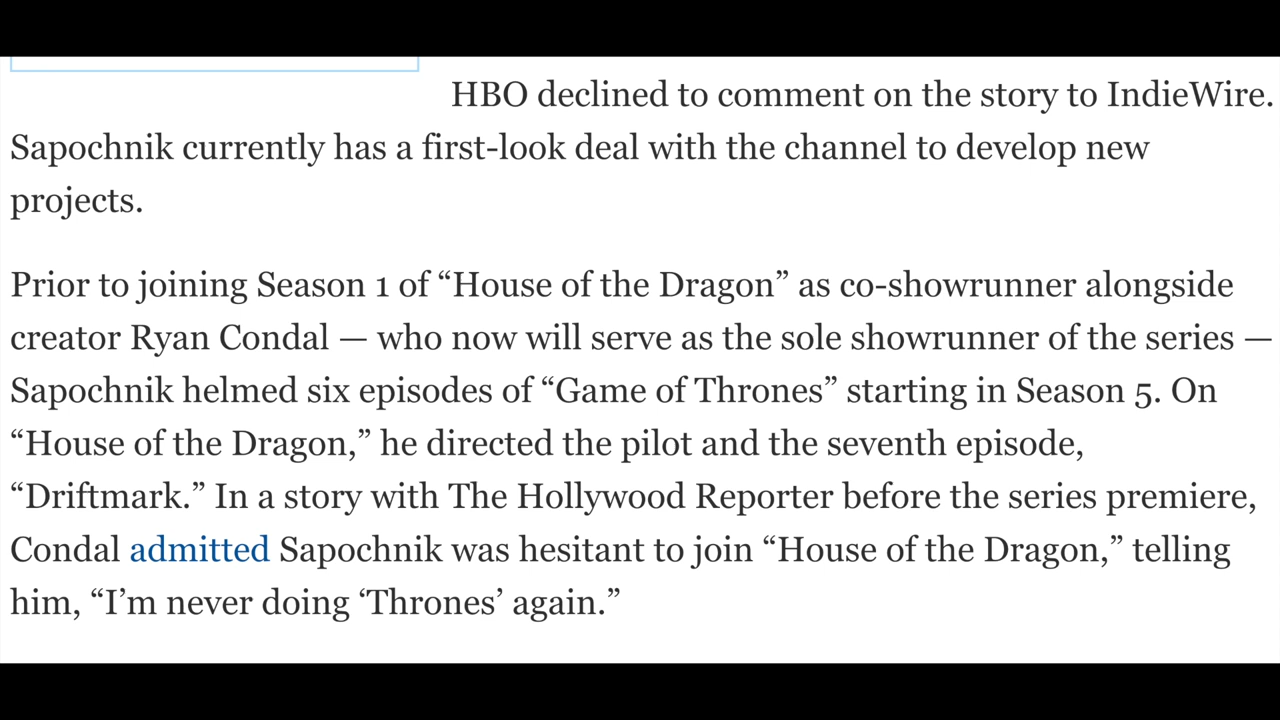 HBO declined to comment on the story to IndieWire.
Sapochnik currently has a first-look deal with the channel to develop new
projects.
Prior to joining Season 1 of “House of the Dragon” as co-showrunner alongside
creator Ryan Condal — who now will serve as the sole showrunner of the series —
Sapochnik helmed six episodes of “Game of Thrones” starting in Season 5. On
“House of the Dragon,” he directed the pilot and the seventh episode,
“Driftmark.” In a story with The Hollywood Reporter before the series premiere,
Condal admitted Sapochnik was hesitant to join “House of the Dragon,” telling
him, “I’m never doing ‘Thrones’ again.”